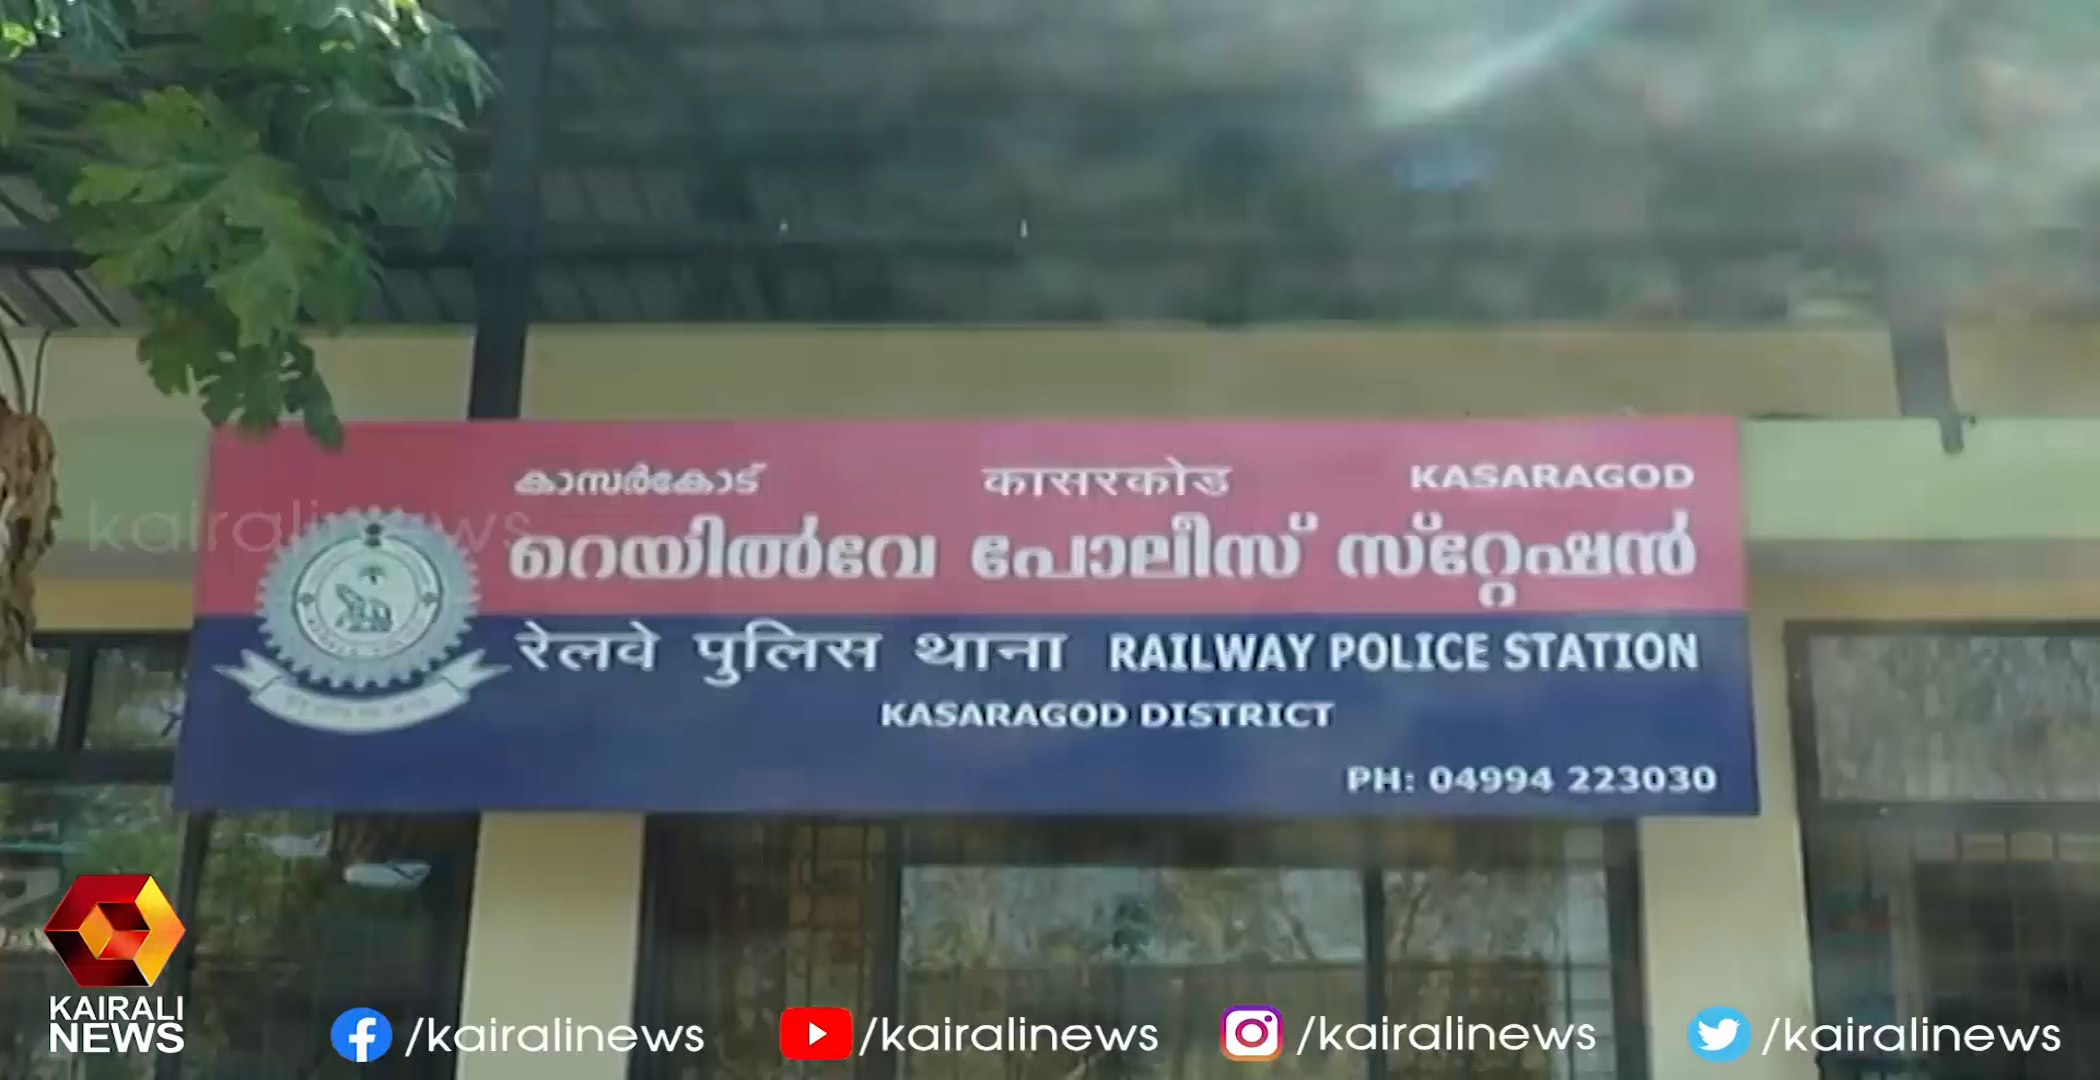 കാസർകോട് कासरकोड KASARAGOD
റെയിൽവേ പോലീസ് സ്റ്റേഷൻ
रेलवे पुलिस थाना RAILWAY POLICE STATION
KASARAGOD DISTRICT
PH: 04994 223030
kairalinews
KAIRALI
NEWS
/kairalinews /kairalinews /kairalinews /kairalinews